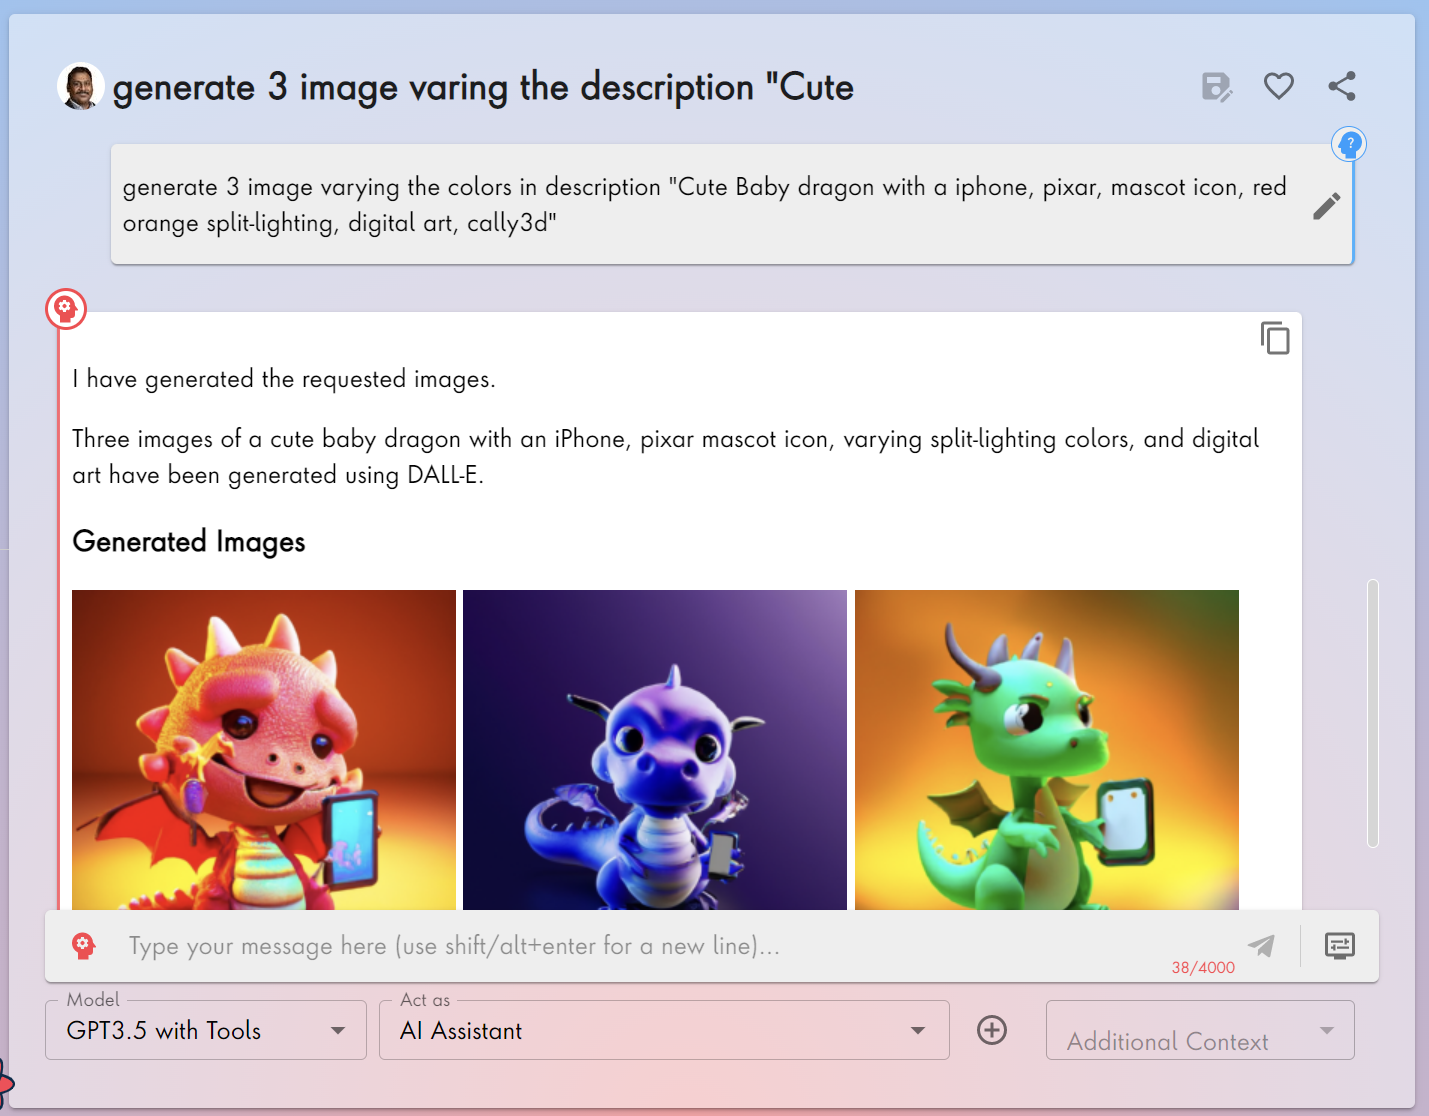 generate 3 image varing the description "Cute
generate 3 image varying the colors in description "Cute Baby dragon with a iphone, pixar, mascot icon, red
orange split-lighting, digital art, cally3d"
I have generated the requested images.
Three images of a cute baby dragon with an iPhone, pixar mascot icon, varying split-lighting colors, and digital
art have been generated using DALL-E.
Generated Images
Type your message here (use shift/alt+enter for a new line)...
38/4000
Model
GPT3.5 with Tools
Act as
AI Assistant
Additional Context